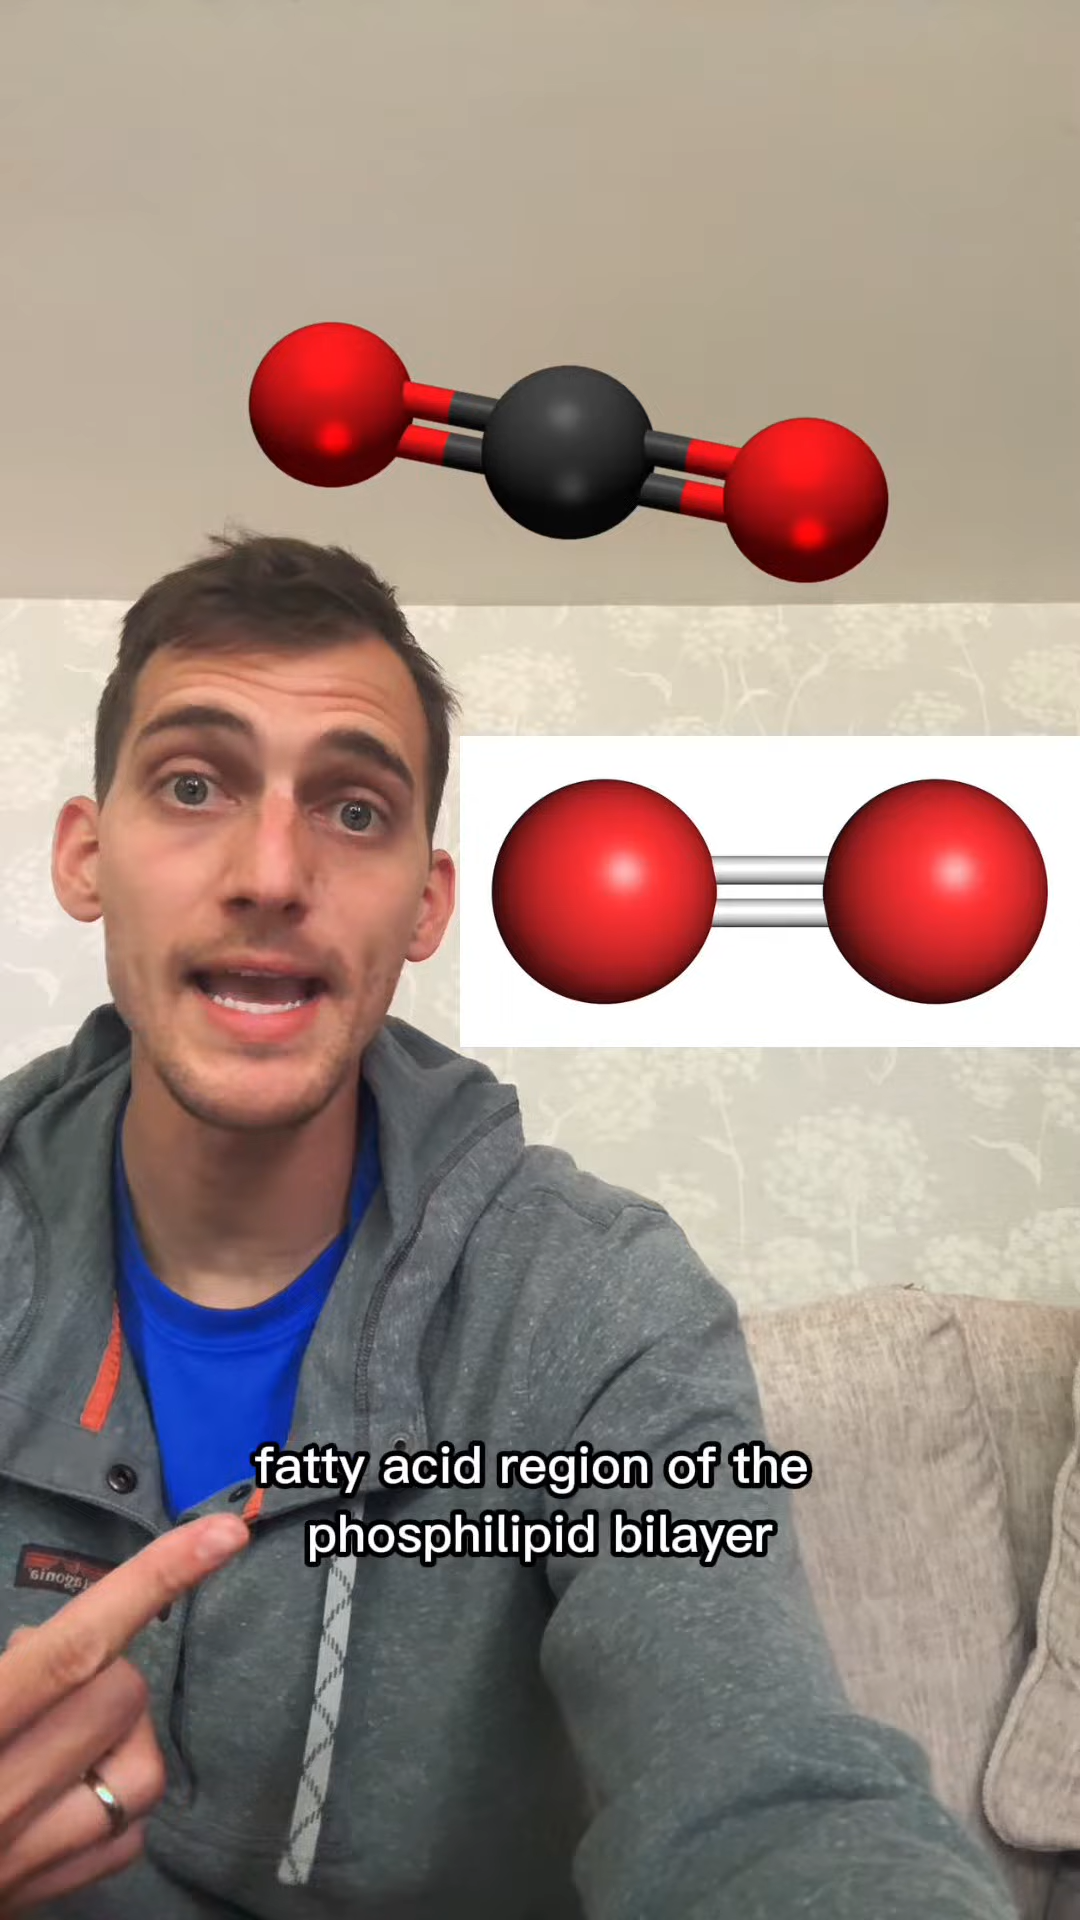 fatty acid region of the
phosphilipid bilayer